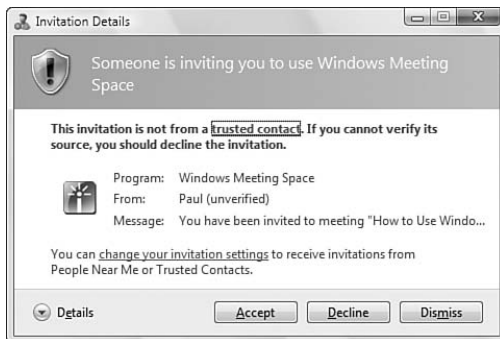 Invitation Details
Someone is inviting you to use Windows Meeting
Space
This invitation is not from a trusted contact. If you cannot verify its
source, you should decline the invitation.
Program: Windows Meeting Space
From: Paul (unverified)
Message: You have been invited to meeting "How to Use Windo...
You can change your invitation settings to receive invitations from
People Near Me or Trusted Contacts.
Details Accept Decline Dismiss